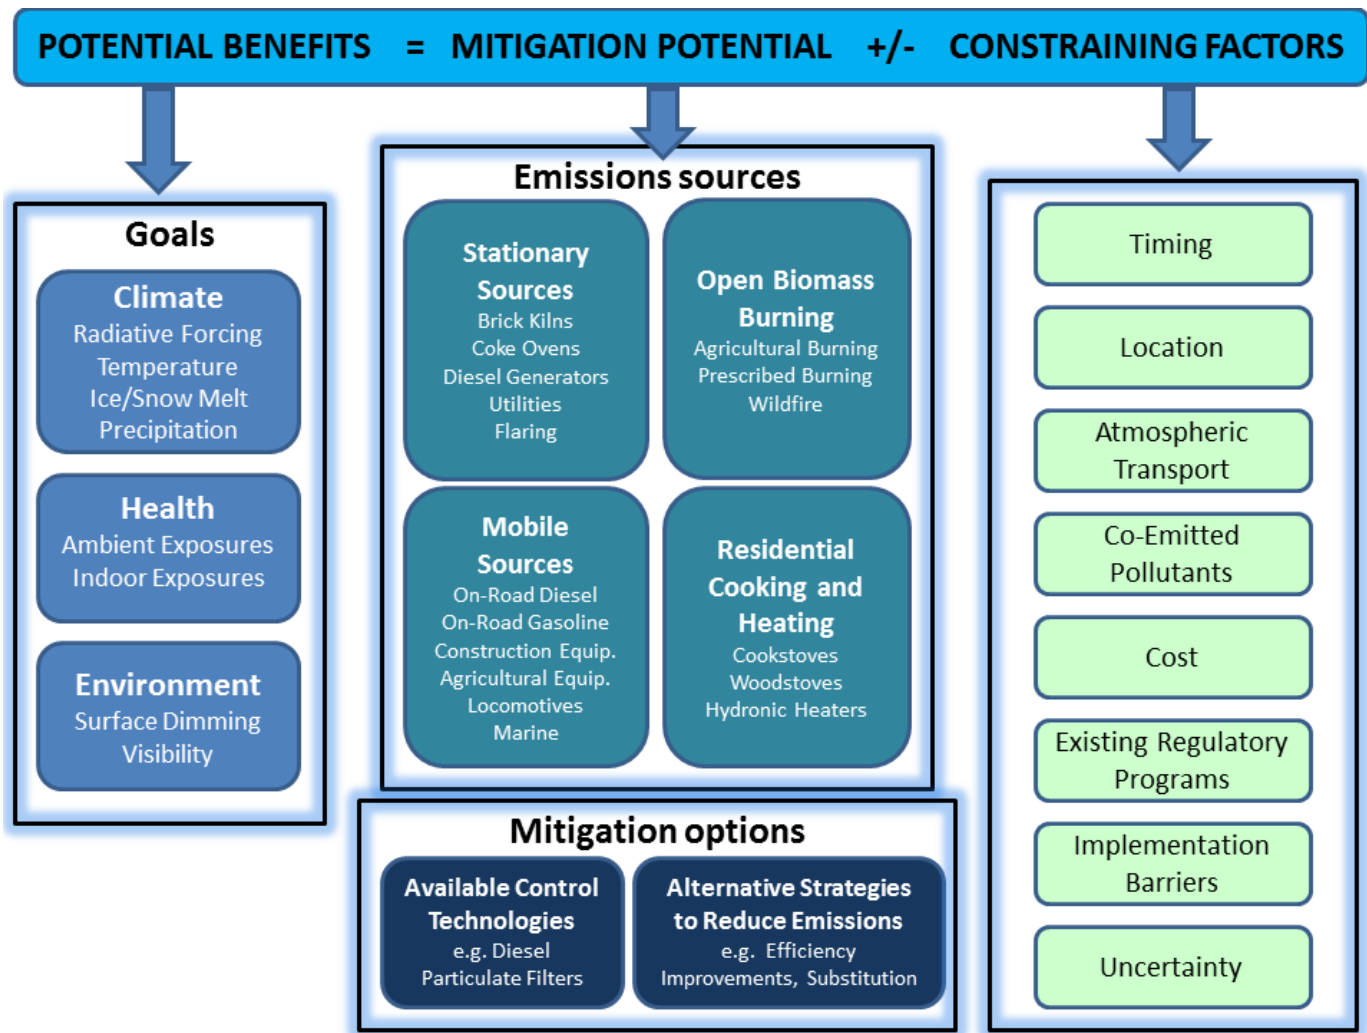 POTENTIAL BENEFITS = MITIGATION POTENTIAL +/- CONSTRAINING FACTORS
Goals
Climate
Radiative Forcing
Temperature
Ice/Snow Melt
Precipitation
Health
Ambient Exposures
Indoor Exposures
Environment
Surface Dimming
Visibility
Emissions sources
Stationary
Sources
Brick Kilns
Coke Ovens
Diesel Generators
Utilities
Flaring
Open Biomass
Burning
Agricultural Burning
Prescribed Burning
Wildfire
Mobile
Sources
On-Road Diesel
On-Road Gasoline
Construction Equip.
Agricultural Equip.
Locomotives
Marine
Residential
Cooking and
Heating
Cookstoves
Woodstoves
Hydronic Heaters
Mitigation options
Available Control
Technologies
e.g. Diesel
Particulate Filters
Alternative Strategies
to Reduce Emissions
e.g. Efficiency
Improvements, Substitution
Timing
Location
Atmospheric
Transport
Co-Emitted
Pollutants
Cost
Existing Regulatory
Programs
Implementation
Barriers
Uncertainty